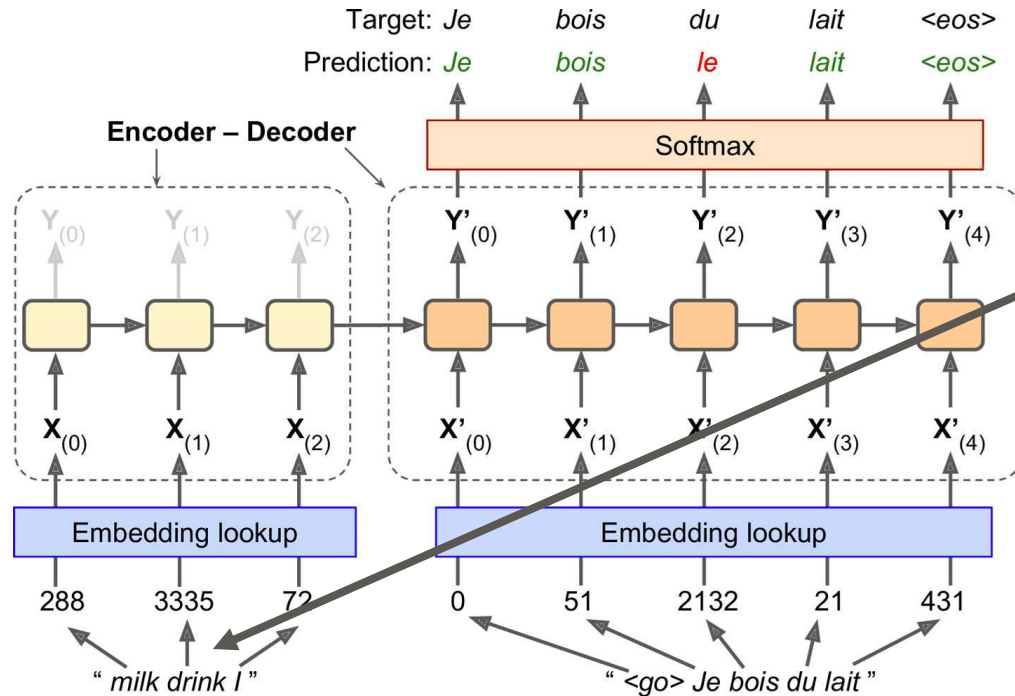 Target: Je bois du lait <eos>
Prediction: Je bois le lait <eos>
Encoder – Decoder
Softmax
Y(0) Y(1) Y(2) Y'(0) Y'(1) Y'(2) Y'(3) Y'(4)
X(0) X(1) X(2) X'(0) X'(1) X'(2) X'(3) X'(4)
Embedding lookup Embedding lookup
288 3335 72 0 51 2132 21 431
“ milk drink I ” “ <go> Je bois du lait ”